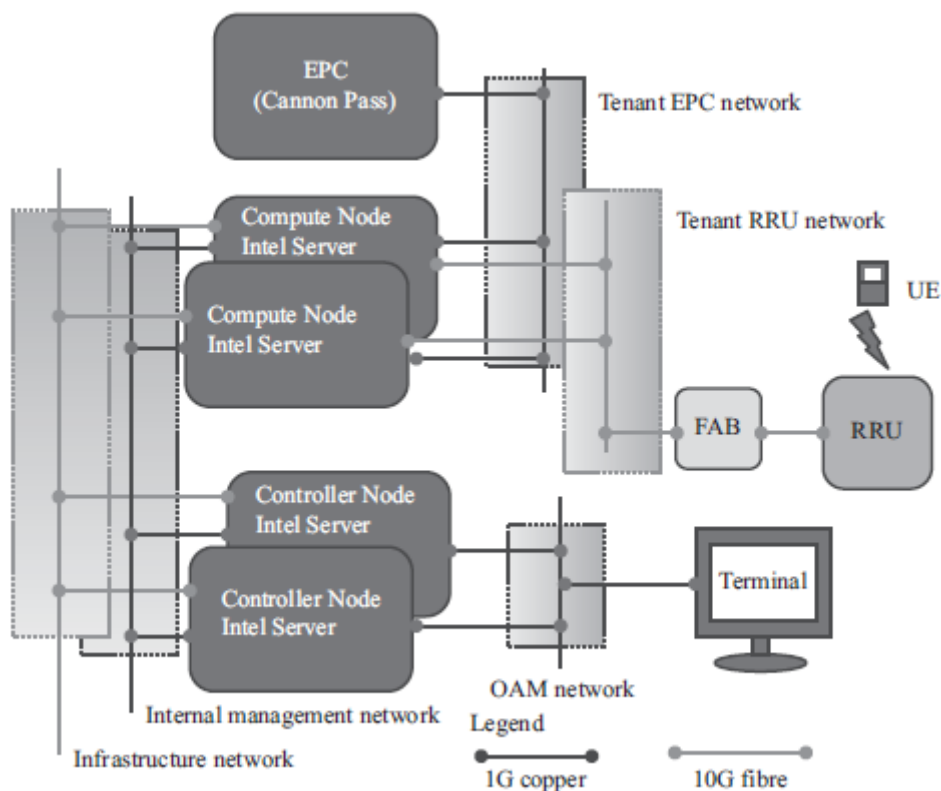 EPC
(Cannon Pass)
Tenant EPC network
Compute Node
Intel Server
Tenant RRU network
UE
Compute Node
Intel Server
FAB
RRU
Controller Node
Intel Server
Terminal
Controller Node
Intel Server
OAM network
Internal management network
Legend
Infrastructure network
1G copper
10G fibre